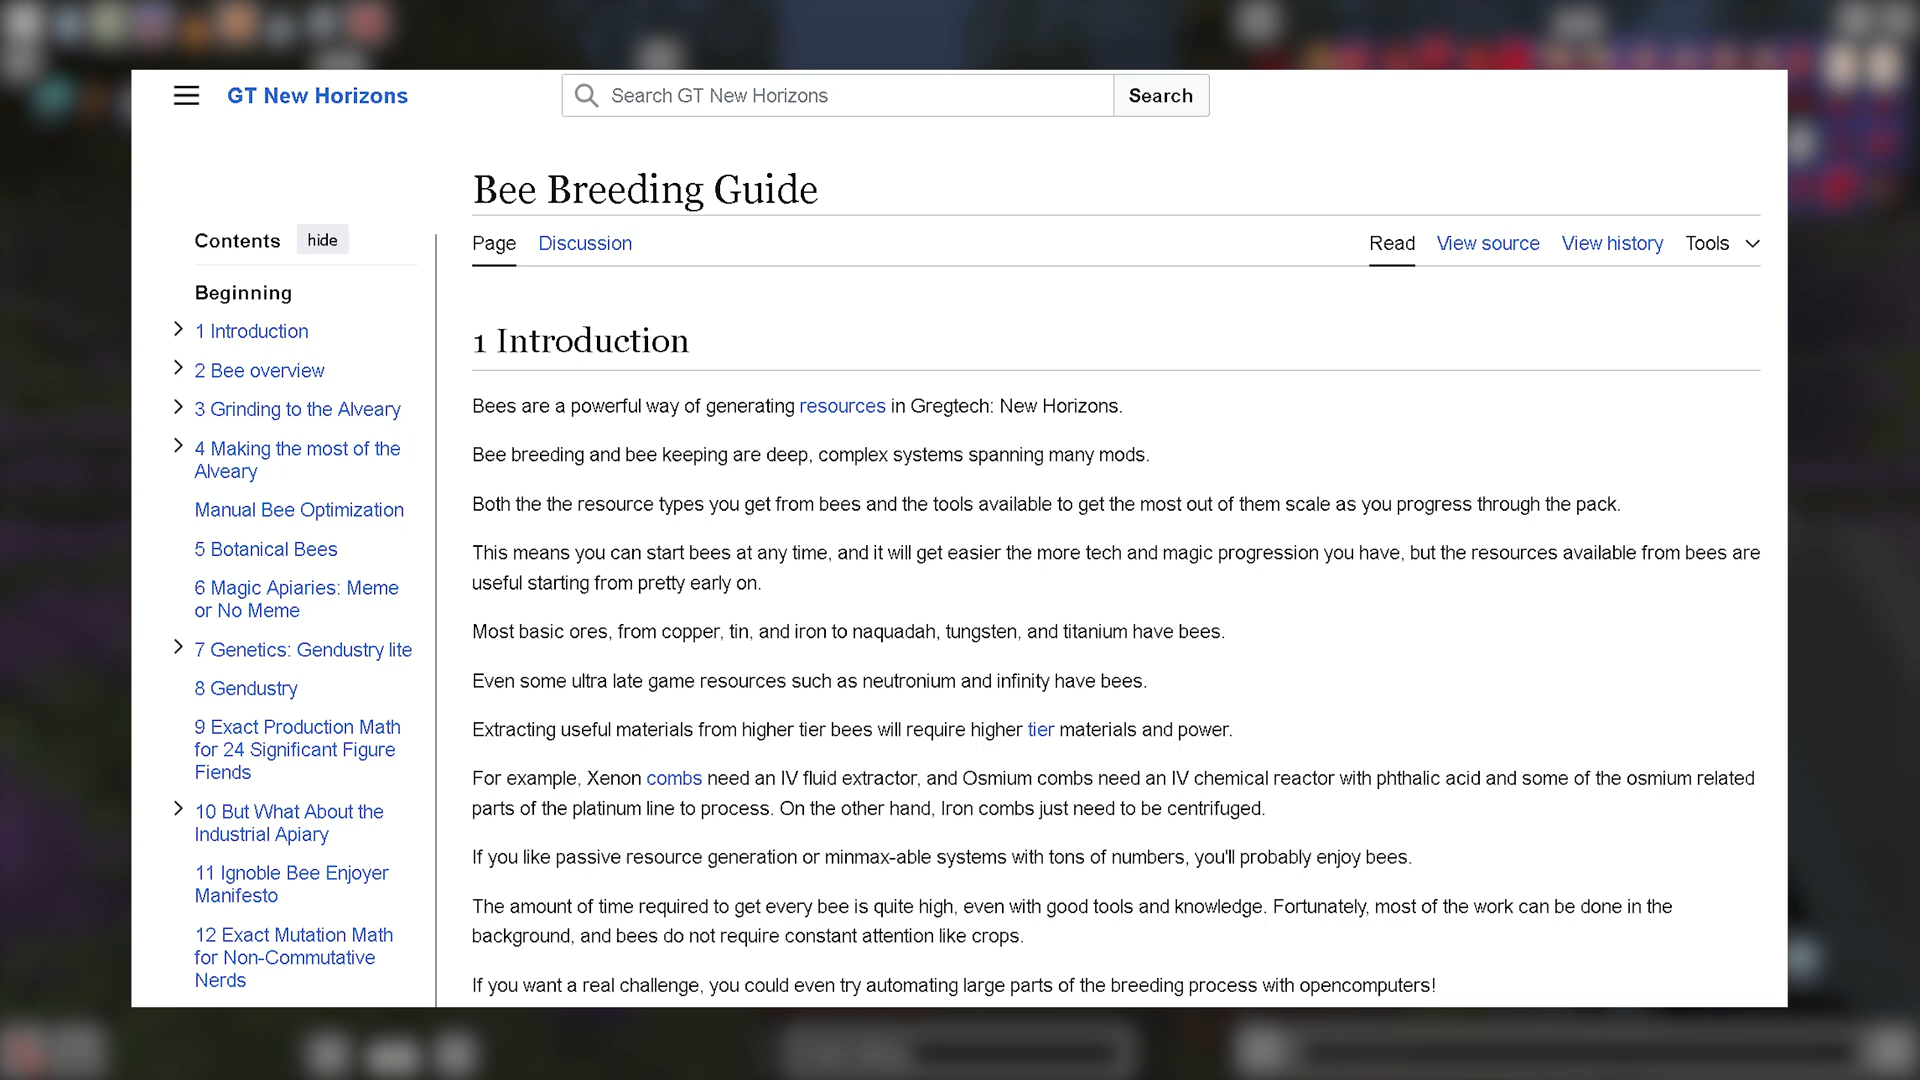 GT New Horizons
Search GT New Horizons
Search
Bee Breeding Guide
Contents
hide
Page
Discussion
Read
View source
View history
Tools
Beginning
1 Introduction
2 Bee overview
3 Grinding to the Alveary
4 Making the most of the
Alveary
Manual Bee Optimization
5 Botanical Bees
6 Magic Apiaries: Meme
or No Meme
7 Genetics: Gendustry lite
8 Gendustry
9 Exact Production Math
for 24 Significant Figure
Fiends
10 But What About the
Industrial Apiary
11 Ignoble Bee Enjoyer
Manifesto
12 Exact Mutation Math
for Non-Commutative
Nerds
1 Introduction
Bees are a powerful way of generating resources in Gregtech: New Horizons.
Bee breeding and bee keeping are deep, complex systems spanning many mods.
Both the the resource types you get from bees and the tools available to get the most out of them scale as you progress through the pack.
This means you can start bees at any time, and it will get easier the more tech and magic progression you have, but the resources available from bees are
useful starting from pretty early on.
Most basic ores, from copper, tin, and iron to naquadah, tungsten, and titanium have bees.
Even some ultra late game resources such as neutronium and infinity have bees.
Extracting useful materials from higher tier bees will require higher tier materials and power.
For example, Xenon combs need an IV fluid extractor, and Osmium combs need an IV chemical reactor with phthalic acid and some of the osmium related
parts of the platinum line to process. On the other hand, Iron combs just need to be centrifuged.
If you like passive resource generation or minmax-able systems with tons of numbers, you'll probably enjoy bees.
The amount of time required to get every bee is quite high, even with good tools and knowledge. Fortunately, most of the work can be done in the
background, and bees do not require constant attention like crops.
If you want a real challenge, you could even try automating large parts of the breeding process with opencomputers!